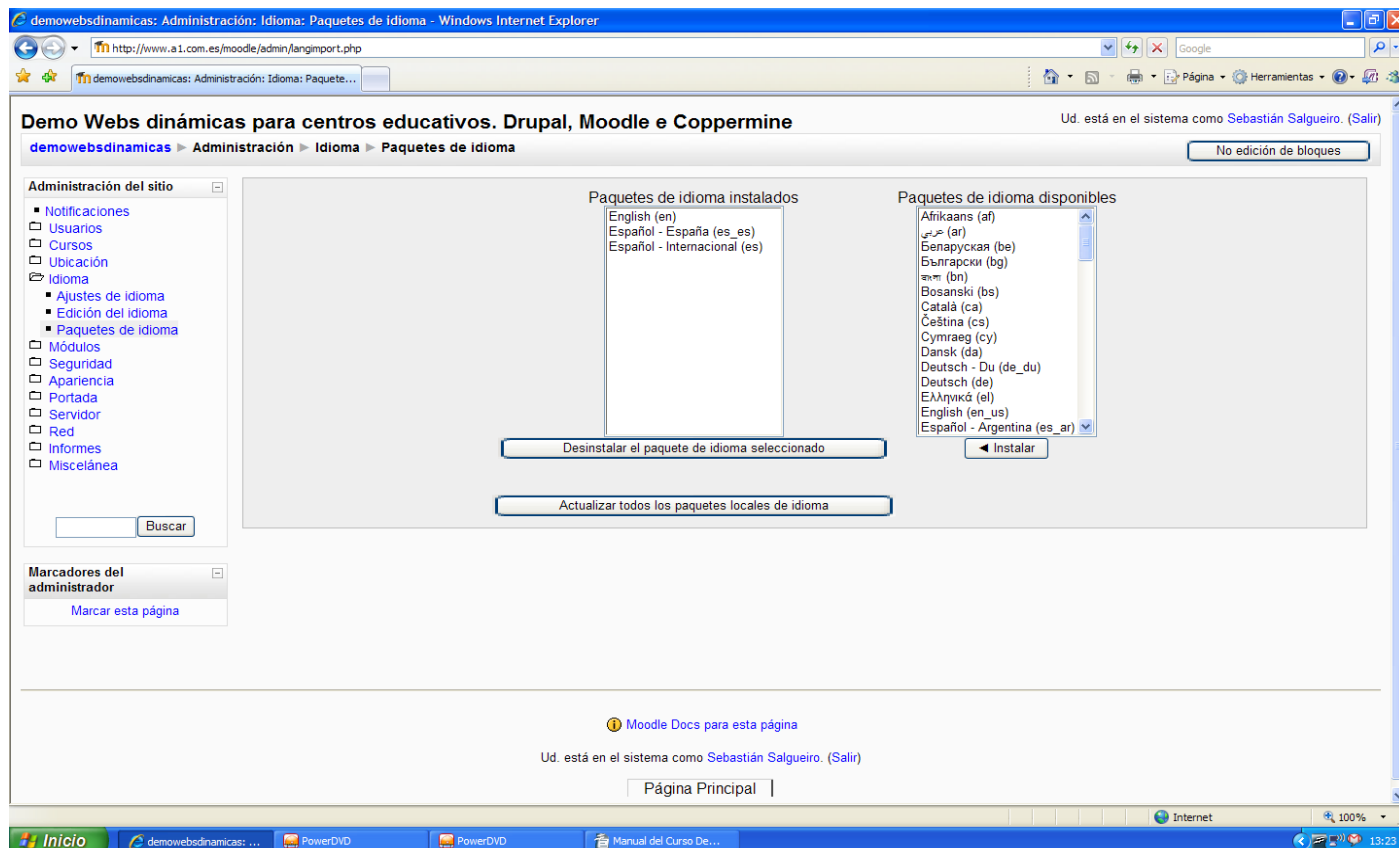 demowebsdinamicas: Administración: Idioma: Paquetes de idioma - Windows Internet Explorer
http://www.a1.com.es/moodle/admin/langimport.php
Google
demowebsdinamicas: Administración: Idioma: Paquete...
Página
Herramientas
Demo Webs dinámicas para centros educativos. Drupal, Moodle e Coppermine
Ud. está en el sistema como Sebastián Salgueiro. (Salir)
demowebsdinamicas ► Administración ► Idioma ► Paquetes de idioma
No edición de bloques
Administración del sitio
Notificaciones
Usuarios
Cursos
Ubicación
Idioma
Ajustes de idioma
Edición del idioma
Paquetes de idioma
Módulos
Seguridad
Apariencia
Portada
Servidor
Red
Informes
Miscelánea
Buscar
Marcadores del
administrador
Marcar esta página
Paquetes de idioma instalados
English (en)
Español - España (es_es)
Español - Internacional (es)
Desinstalar el paquete de idioma seleccionado
Actualizar todos los paquetes locales de idioma
Paquetes de idioma disponibles
Afrikaans (af)
عربي (ar)
Беларуская (be)
Български (bg)
বাংলা (bn)
Bosanski (bs)
Català (ca)
Čeština (cs)
Cymraeg (cy)
Dansk (da)
Deutsch - Du (de_du)
Deutsch (de)
Ελληνικά (el)
English (en_us)
Español - Argentina (es_ar)
◄ Instalar
Moodle Docs para esta página
Ud. está en el sistema como Sebastián Salgueiro. (Salir)
Página Principal
Internet
100%
Inicio
demowebsdinamicas: ...
PowerDVD
PowerDVD
Manual del Curso De...
13:23